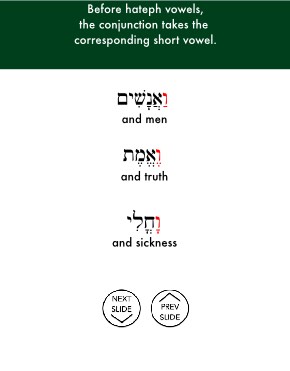 Before hateph vowels,
the conjunction takes the
corresponding short vowel.
וַאֲנָשִׁים
and men
וֶאֱמֶת
and truth
וָחֳלִי
and sickness
NEXT
SLIDE
PREV
SLIDE